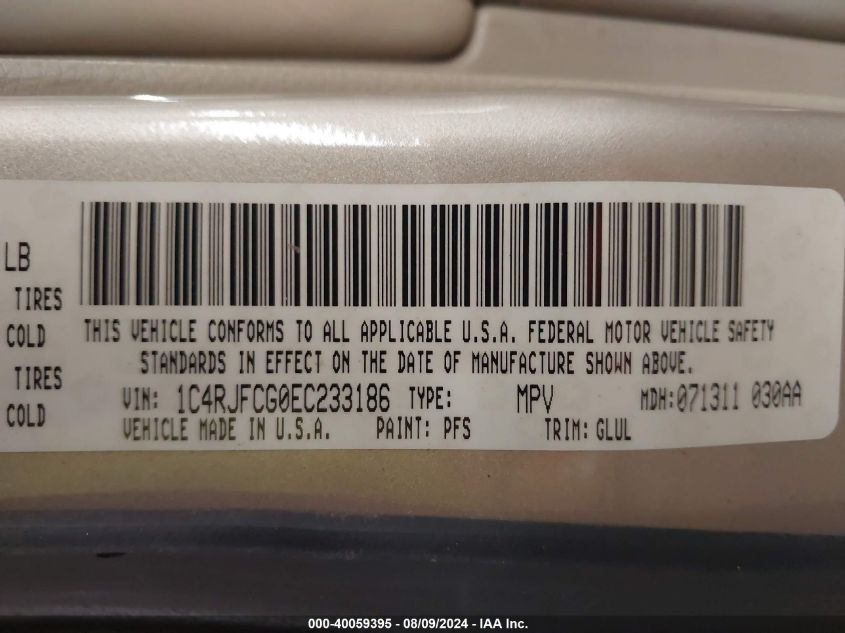 LB
TIRES
COLD
TIRES
COLD
THIS VEHICLE CONFORMS TO ALL APPLICABLE U.S.A. FEDERAL MOTOR VEHICLE SAFETY
STANDARDS IN EFFECT ON THE DATE OF MANUFACTURE SHOWN ABOVE.
VIN: 1C4RJFCG0EC233186 TYPE: MPV MDH:071311 030AA
VEHICLE MADE IN U.S.A. PAINT: PFS TRIM: GLUL
000-40059395 - 08/09/2024 - IAA Inc.